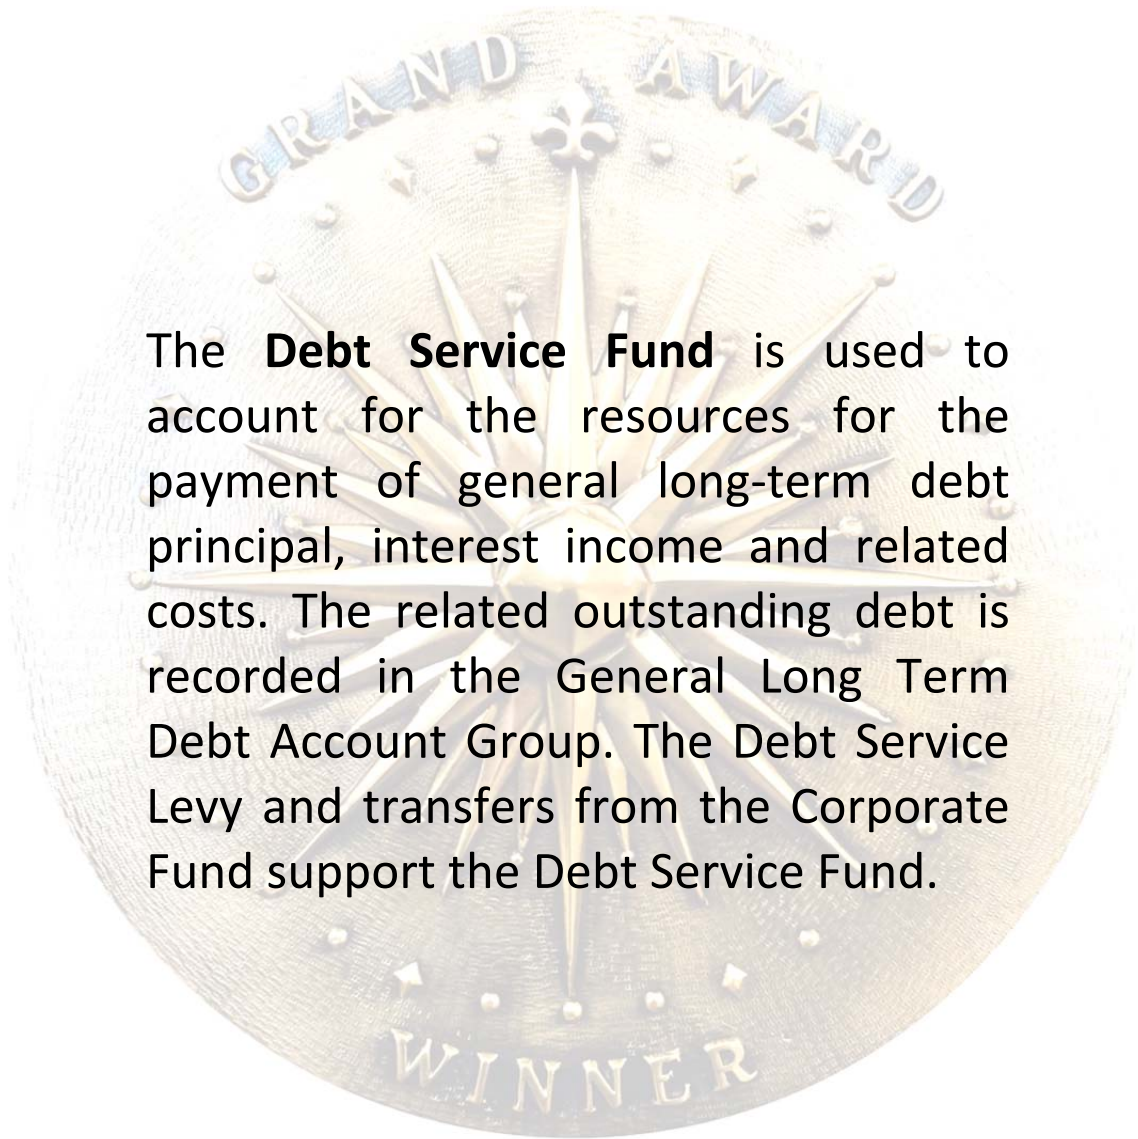 GRAND AWARD
The Debt Service Fund is used to
account for the resources for the
payment of general long-term debt
principal, interest income and related
costs. The related outstanding debt is
recorded in the General Long Term
Debt Account Group. The Debt Service
Levy and transfers from the Corporate
Fund support the Debt Service Fund.
WINNER